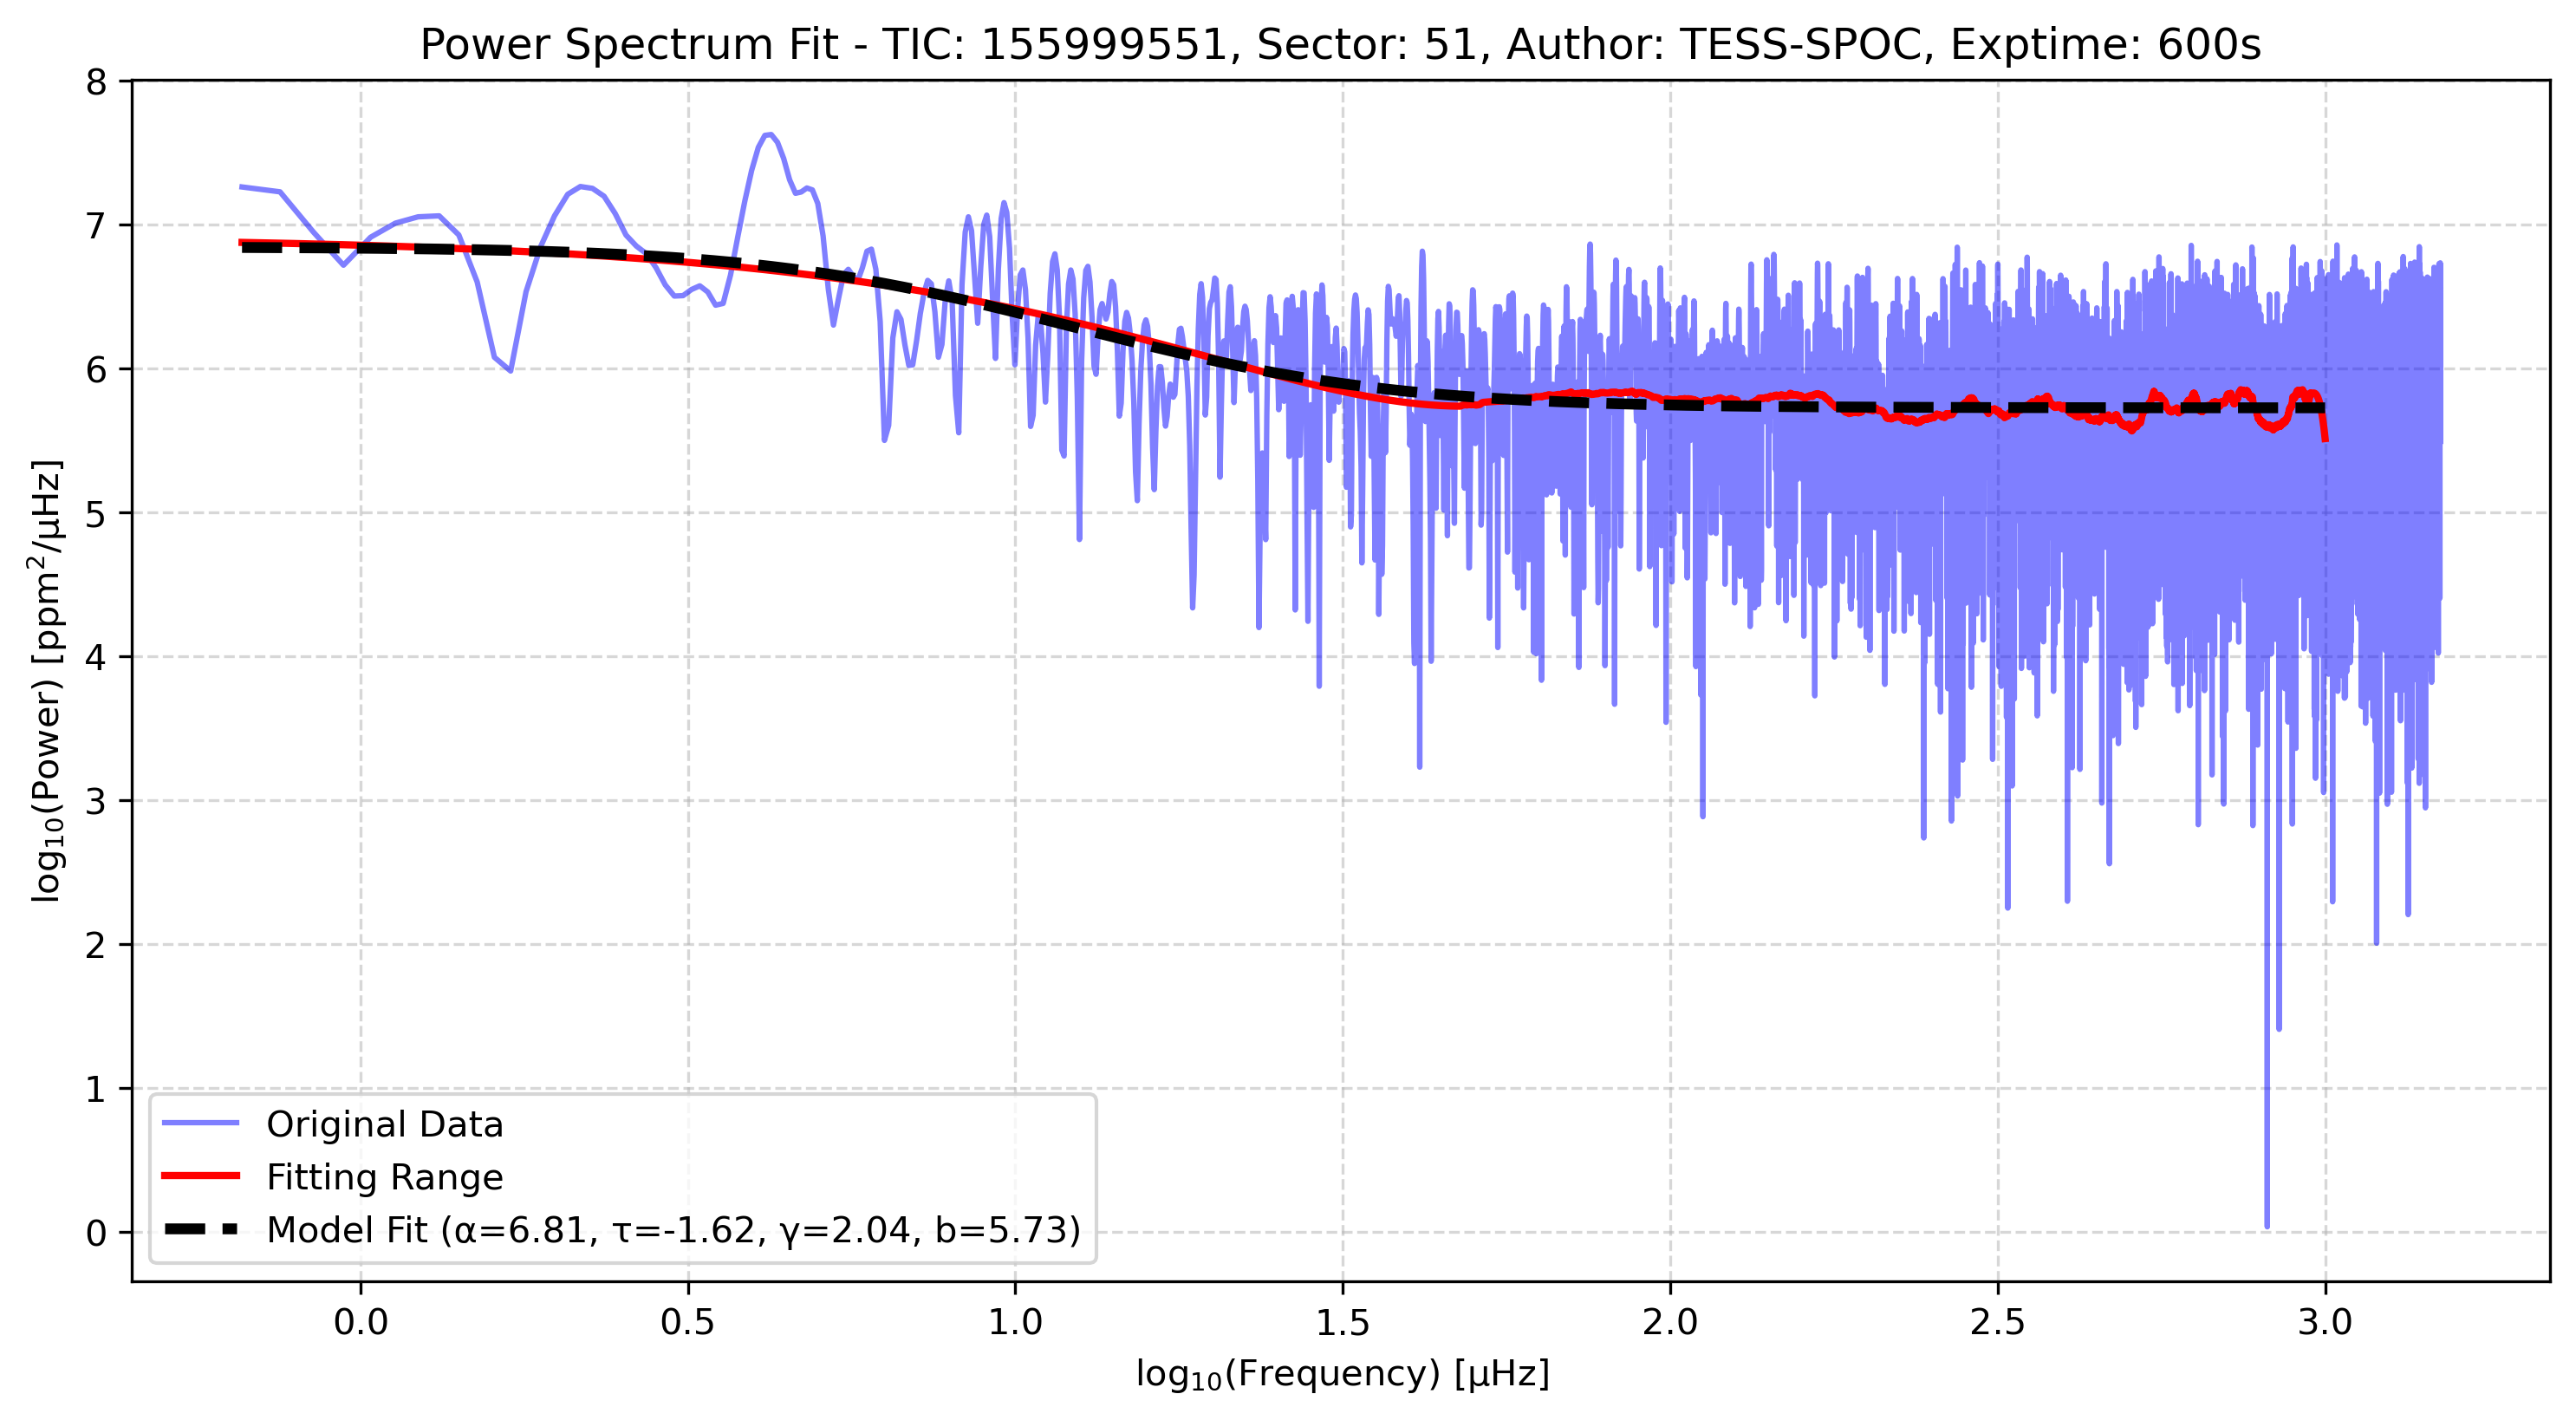 Power Spectrum Fit - TIC: 155999551, Sector: 51, Author: TESS-SPOC, Exptime: 600s
8
7
6
5
4
3
2
1
0
log₁₀(Power) [ppm²/μHz]
Original Data
Fitting Range
Model Fit (α=6.81, τ=-1.62, γ=2.04, b=5.73)
0.0 0.5 1.0 1.5 2.0 2.5 3.0
log₁₀(Frequency) [μHz]